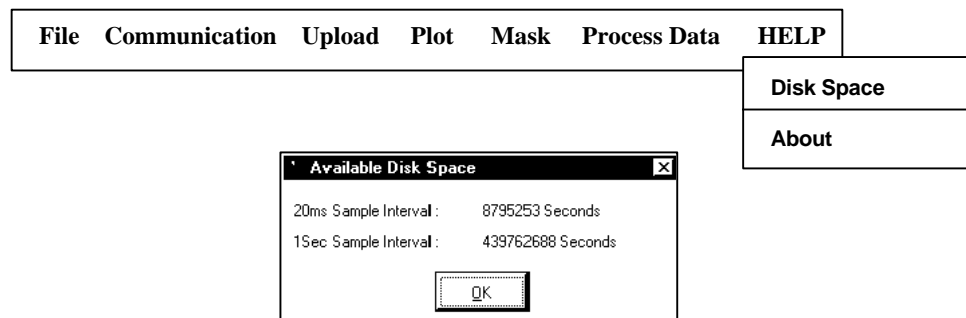 File Communication Upload Plot Mask Process Data HELP
Disk Space
About
Available Disk Space
20ms Sample Interval : 8795253 Seconds
1Sec Sample Interval : 439762688 Seconds
OK